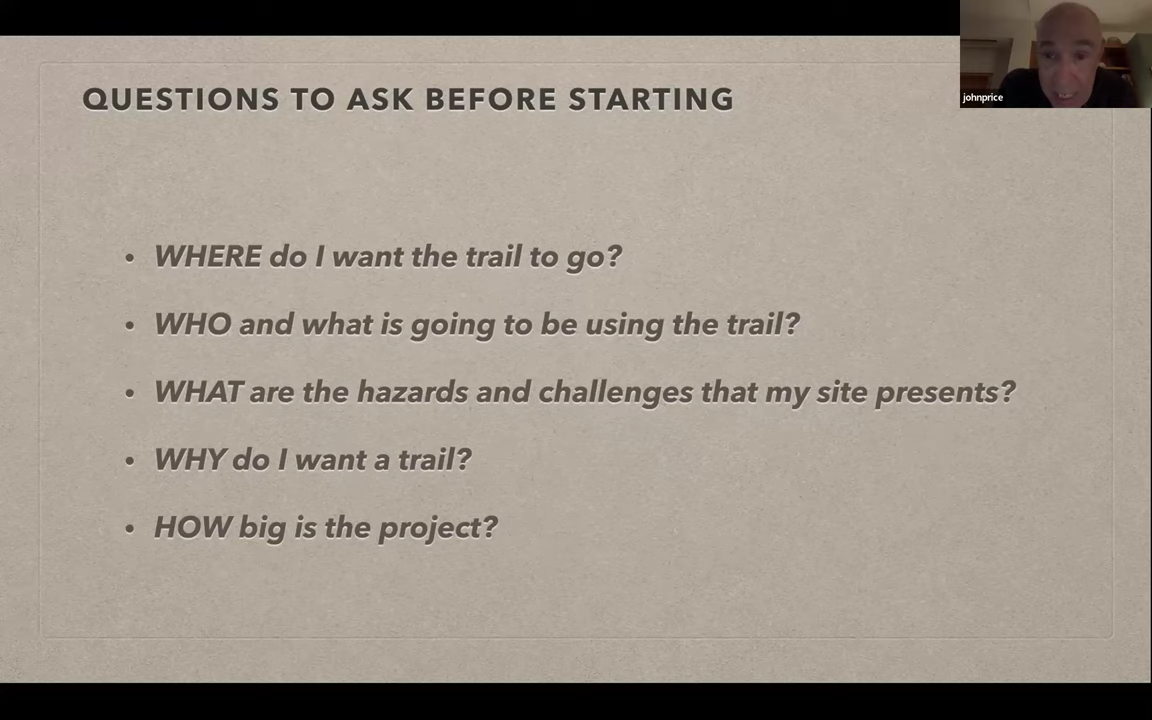 QUESTIONS TO ASK BEFORE STARTING
johnprice
• WHERE do I want the trail to go?
• WHO and what is going to be using the trail?
• WHAT are the hazards and challenges that my site presents?
• WHY do I want a trail?
• HOW big is the project?